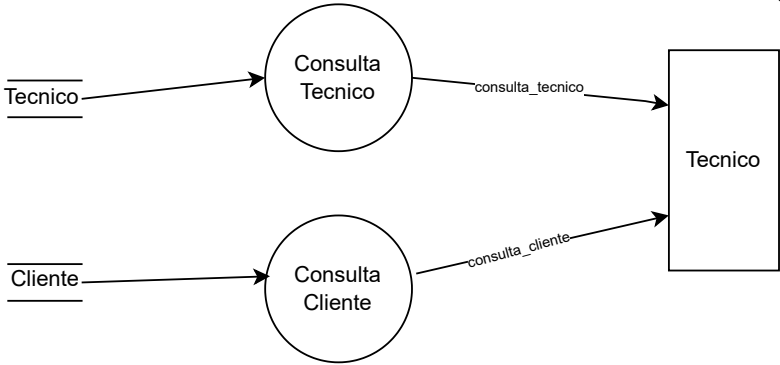 Tecnico
Consulta
Tecnico
consulta_tecnico
Tecnico
Cliente
Consulta
Cliente
consulta_cliente